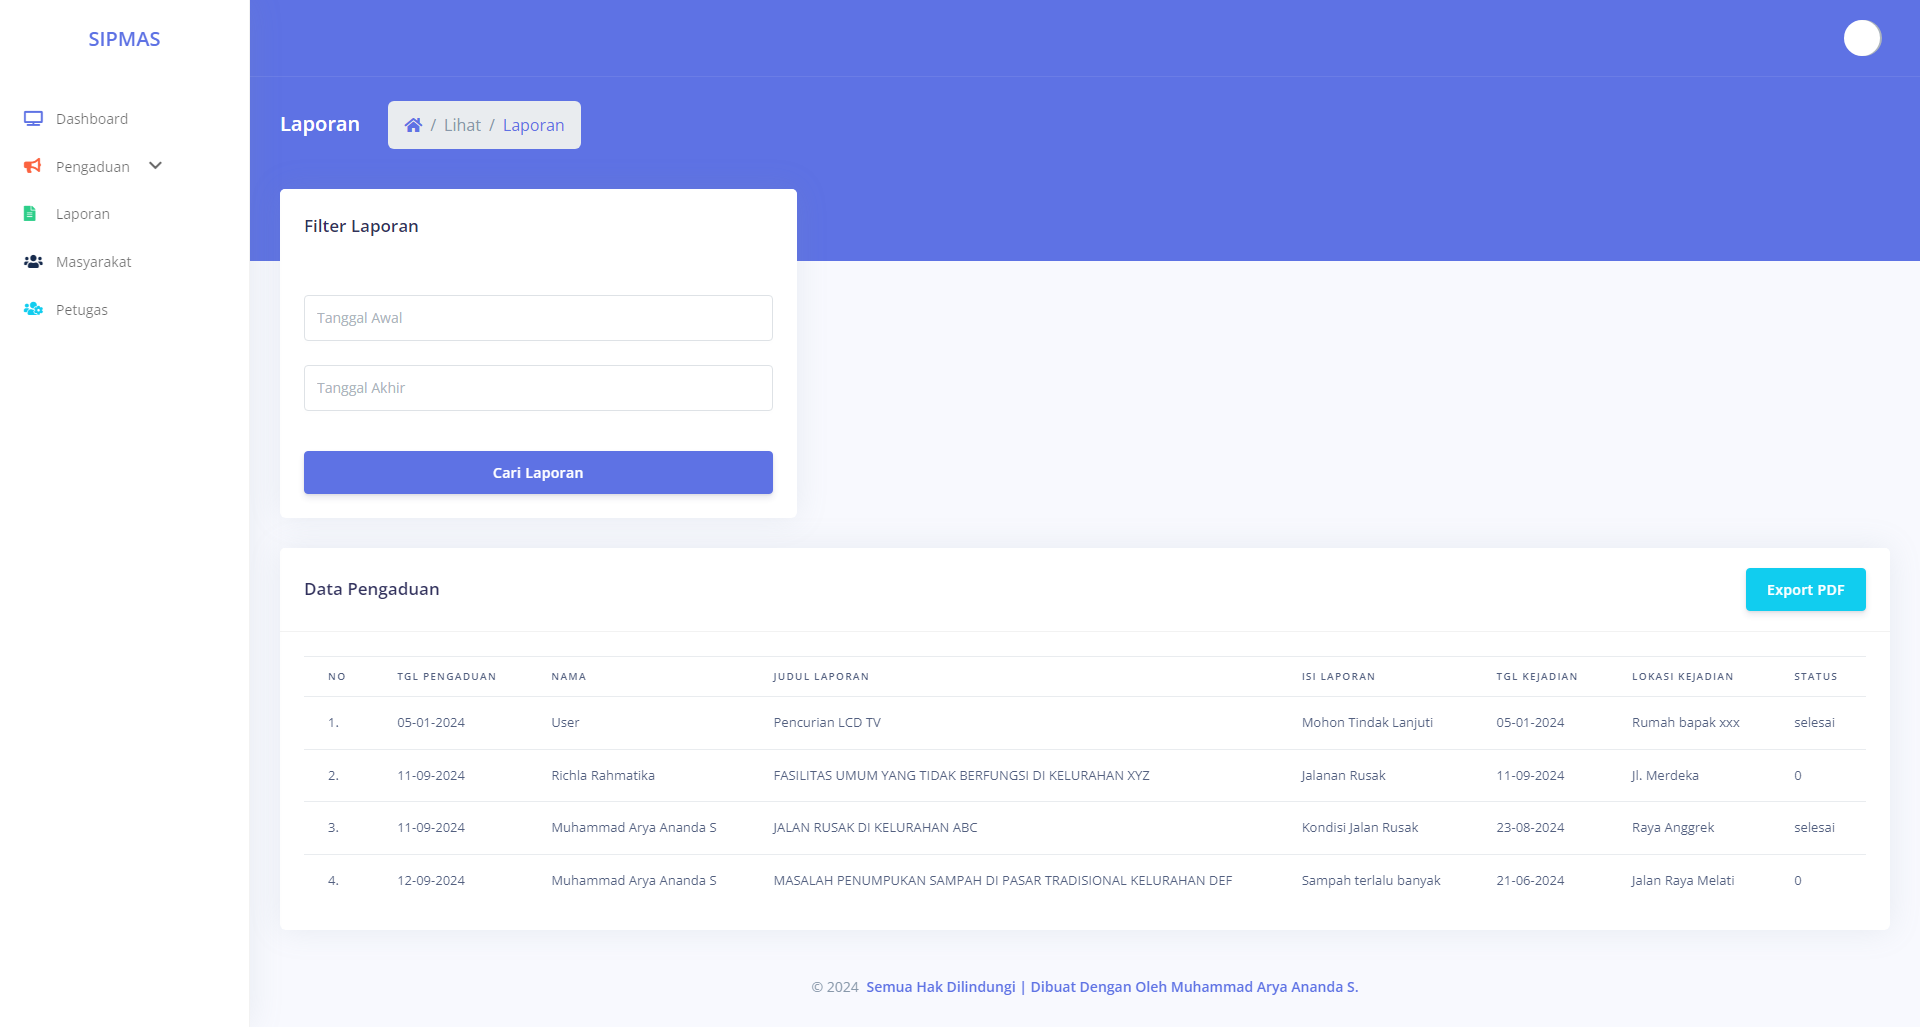 SIPMAS
Dashboard
Pengaduan
Laporan
Masyarakat
Petugas
Laporan
/ Lihat / Laporan
Filter Laporan
Tanggal Awal
Tanggal Akhir
Cari Laporan
Data Pengaduan
Export PDF
NO TGL PENGADUAN NAMA JUDUL LAPORAN ISI LAPORAN TGL KEJADIAN LOKASI KEJADIAN STATUS
1. 05-01-2024 User Pencurian LCD TV Mohon Tindak Lanjuti 05-01-2024 Rumah bapak xxx selesai
2. 11-09-2024 Richla Rahmatika FASILITAS UMUM YANG TIDAK BERFUNGSI DI KELURAHAN XYZ Jalanan Rusak 11-09-2024 Jl. Merdeka 0
3. 11-09-2024 Muhammad Arya Ananda S JALAN RUSAK DI KELURAHAN ABC Kondisi Jalan Rusak 23-08-2024 Raya Anggrek selesai
4. 12-09-2024 Muhammad Arya Ananda S MASALAH PENUMPUKAN SAMPAH DI PASAR TRADISIONAL KELURAHAN DEF Sampah terlalu banyak 21-06-2024 Jalan Raya Melati 0
© 2024 Semua Hak Dilindungi | Dibuat Dengan Oleh Muhammad Arya Ananda S.